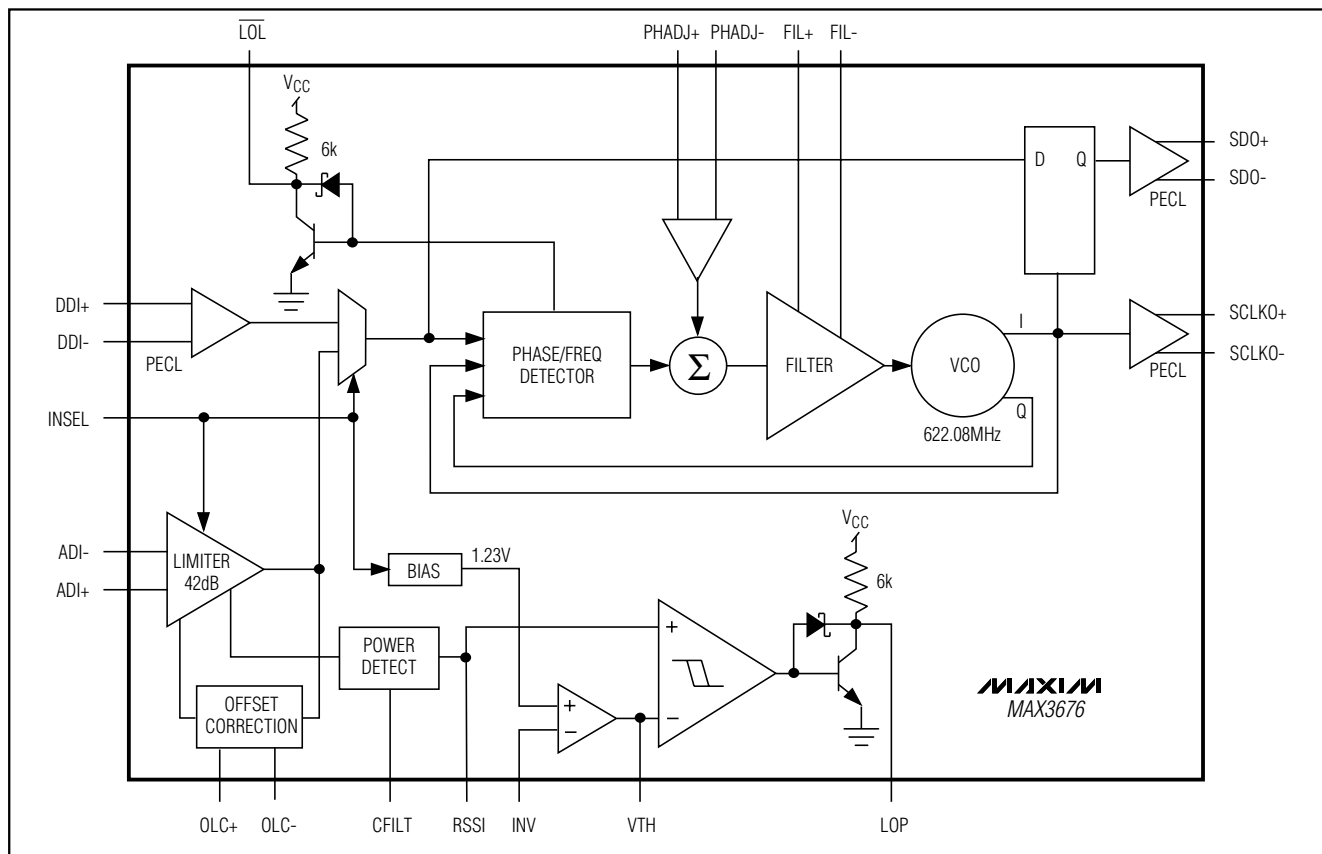 LOL
PHADJ+ PHADJ- FIL+ FIL-
VCC
6k
D Q
SDO+
SDO-
PECL
DDI+
DDI-
PECL
PHASE/FREQ
DETECTOR
Σ
FILTER
VCO
I
Q
622.08MHz
SCLKO+
SCLKO-
PECL
INSEL
ADI-
ADI+
LIMITER
42dB
BIAS
1.23V
VCC
6k
POWER
DETECT
OFFSET
CORRECTION
+
−
+
−
MAXIM
MAX3676
OLC+ OLC- CFILT RSSI INV VTH LOP